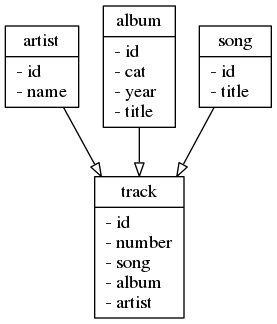 artist
- id
- name
album
- id
- cat
- year
- title
song
- id
- title
track
- id
- number
- song
- album
- artist